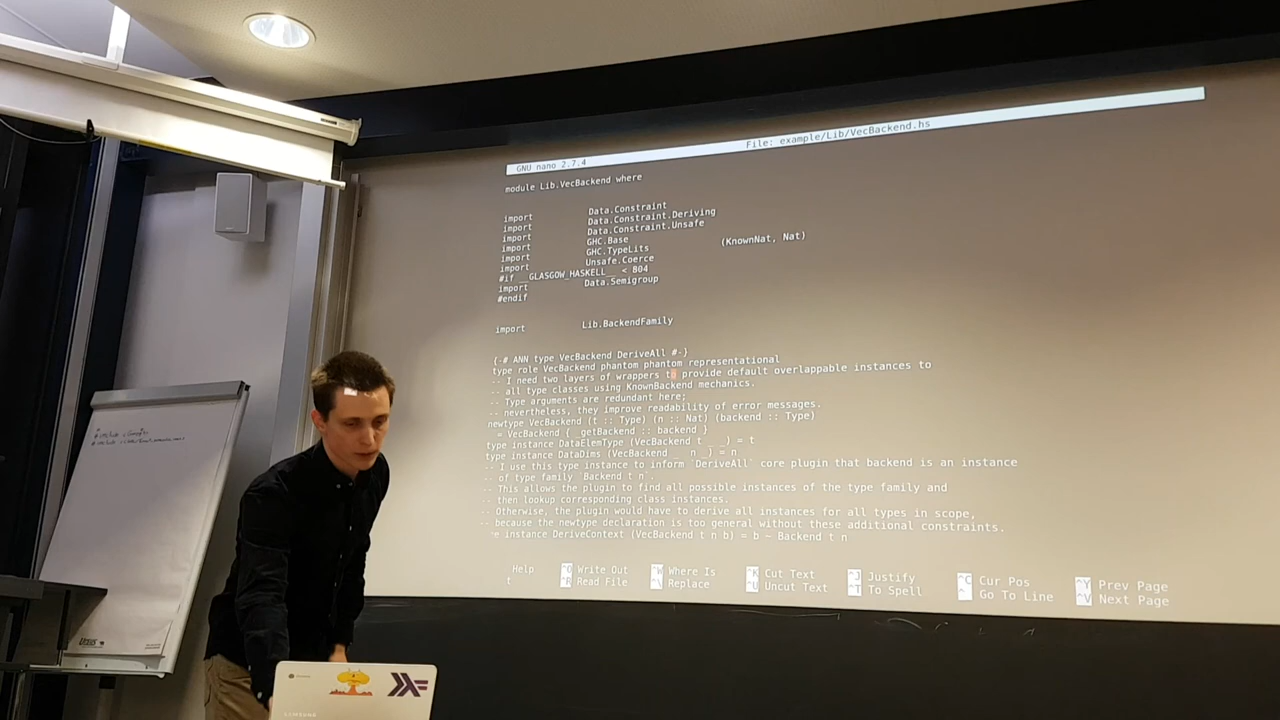 GNU nano 2.7.4 File: example/Lib/VecBackend.hs
module Lib.VecBackend where
import Data.Constraint
import Data.Constraint.Deriving
import Data.Constraint.Unsafe
import GHC.Base
import GHC.TypeLits (KnownNat, Nat)
import Unsafe.Coerce
#if __GLASGOW_HASKELL__ < 804
import Data.Semigroup
#endif
import Lib.BackendFamily
{-# ANN type VecBackend DeriveAll #-}
type role VecBackend phantom phantom representational
-- I need two layers of wrappers to provide default overlappable instances to
-- all type classes using KnownBackend mechanics.
-- Type arguments are redundant here;
-- nevertheless, they improve readability of error messages.
newtype VecBackend (t :: Type) (n :: Nat) (backend :: Type)
= VecBackend { _getBackend :: backend }
type instance DataElemType (VecBackend t _ _) = t
type instance DataDims (VecBackend _ n _) = n
-- I use this type instance to inform `DeriveAll` core plugin that backend is an instance
-- of type family `Backend t n`.
-- This allows the plugin to find all possible instances of the type family and
-- then lookup corresponding class instances.
-- Otherwise, the plugin would have to derive all instances for all types in scope,
-- because the newtype declaration is too general without these additional constraints.
e instance DeriveContext (VecBackend t n b) = b ~ Backend t n
Help ^O Write Out ^W Where Is ^K Cut Text ^J Justify ^C Cur Pos ^Y Prev Page
t ^R Read File ^\ Replace ^U Uncut Text ^T To Spell ^_ Go To Line ^V Next Page
URSUS